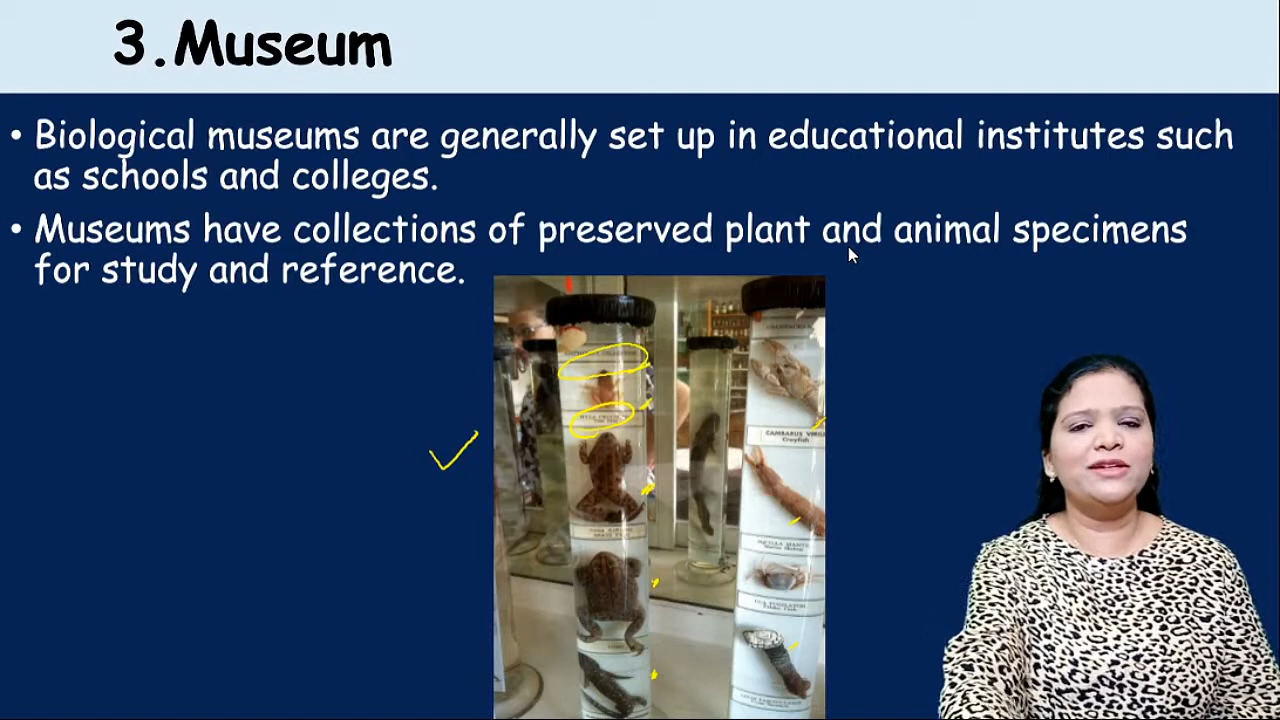 3.Museum
• Biological museums are generally set up in educational institutes such
as schools and colleges.
• Museums have collections of preserved plant and animal specimens
for study and reference.
CAMBARUS
Crayfish